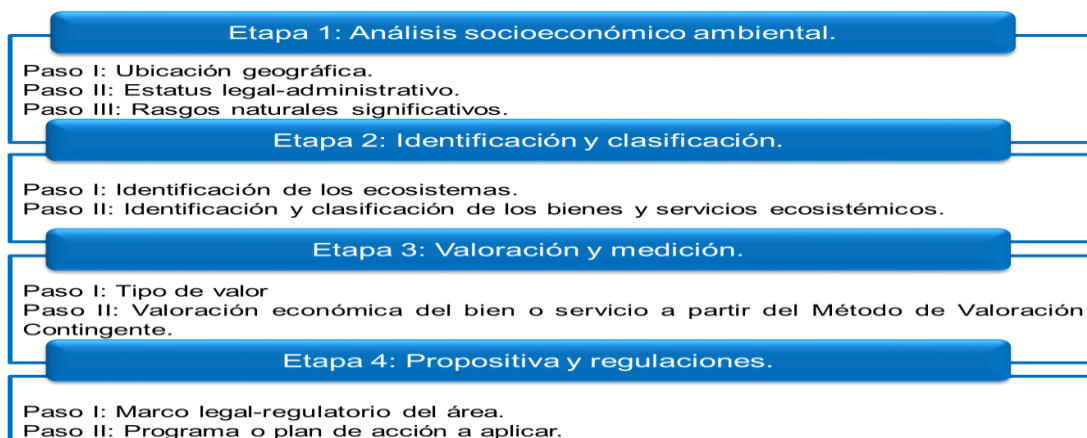 Etapa 1: Análisis socioeconómico ambiental.
Paso I: Ubicación geográfica.
Paso II: Estatus legal-administrativo.
Paso III: Rasgos naturales significativos.
Etapa 2: Identificación y clasificación.
Paso I: Identificación de los ecosistemas.
Paso II: Identificación y clasificación de los bienes y servicios ecosistémicos.
Etapa 3: Valoración y medición.
Paso I: Tipo de valor
Paso II: Valoración económica del bien o servicio a partir del Método de Valoración
Contingente.
Etapa 4: Propositiva y regulaciones.
Paso I: Marco legal-regulatorio del área.
Paso II: Programa o plan de acción a aplicar.